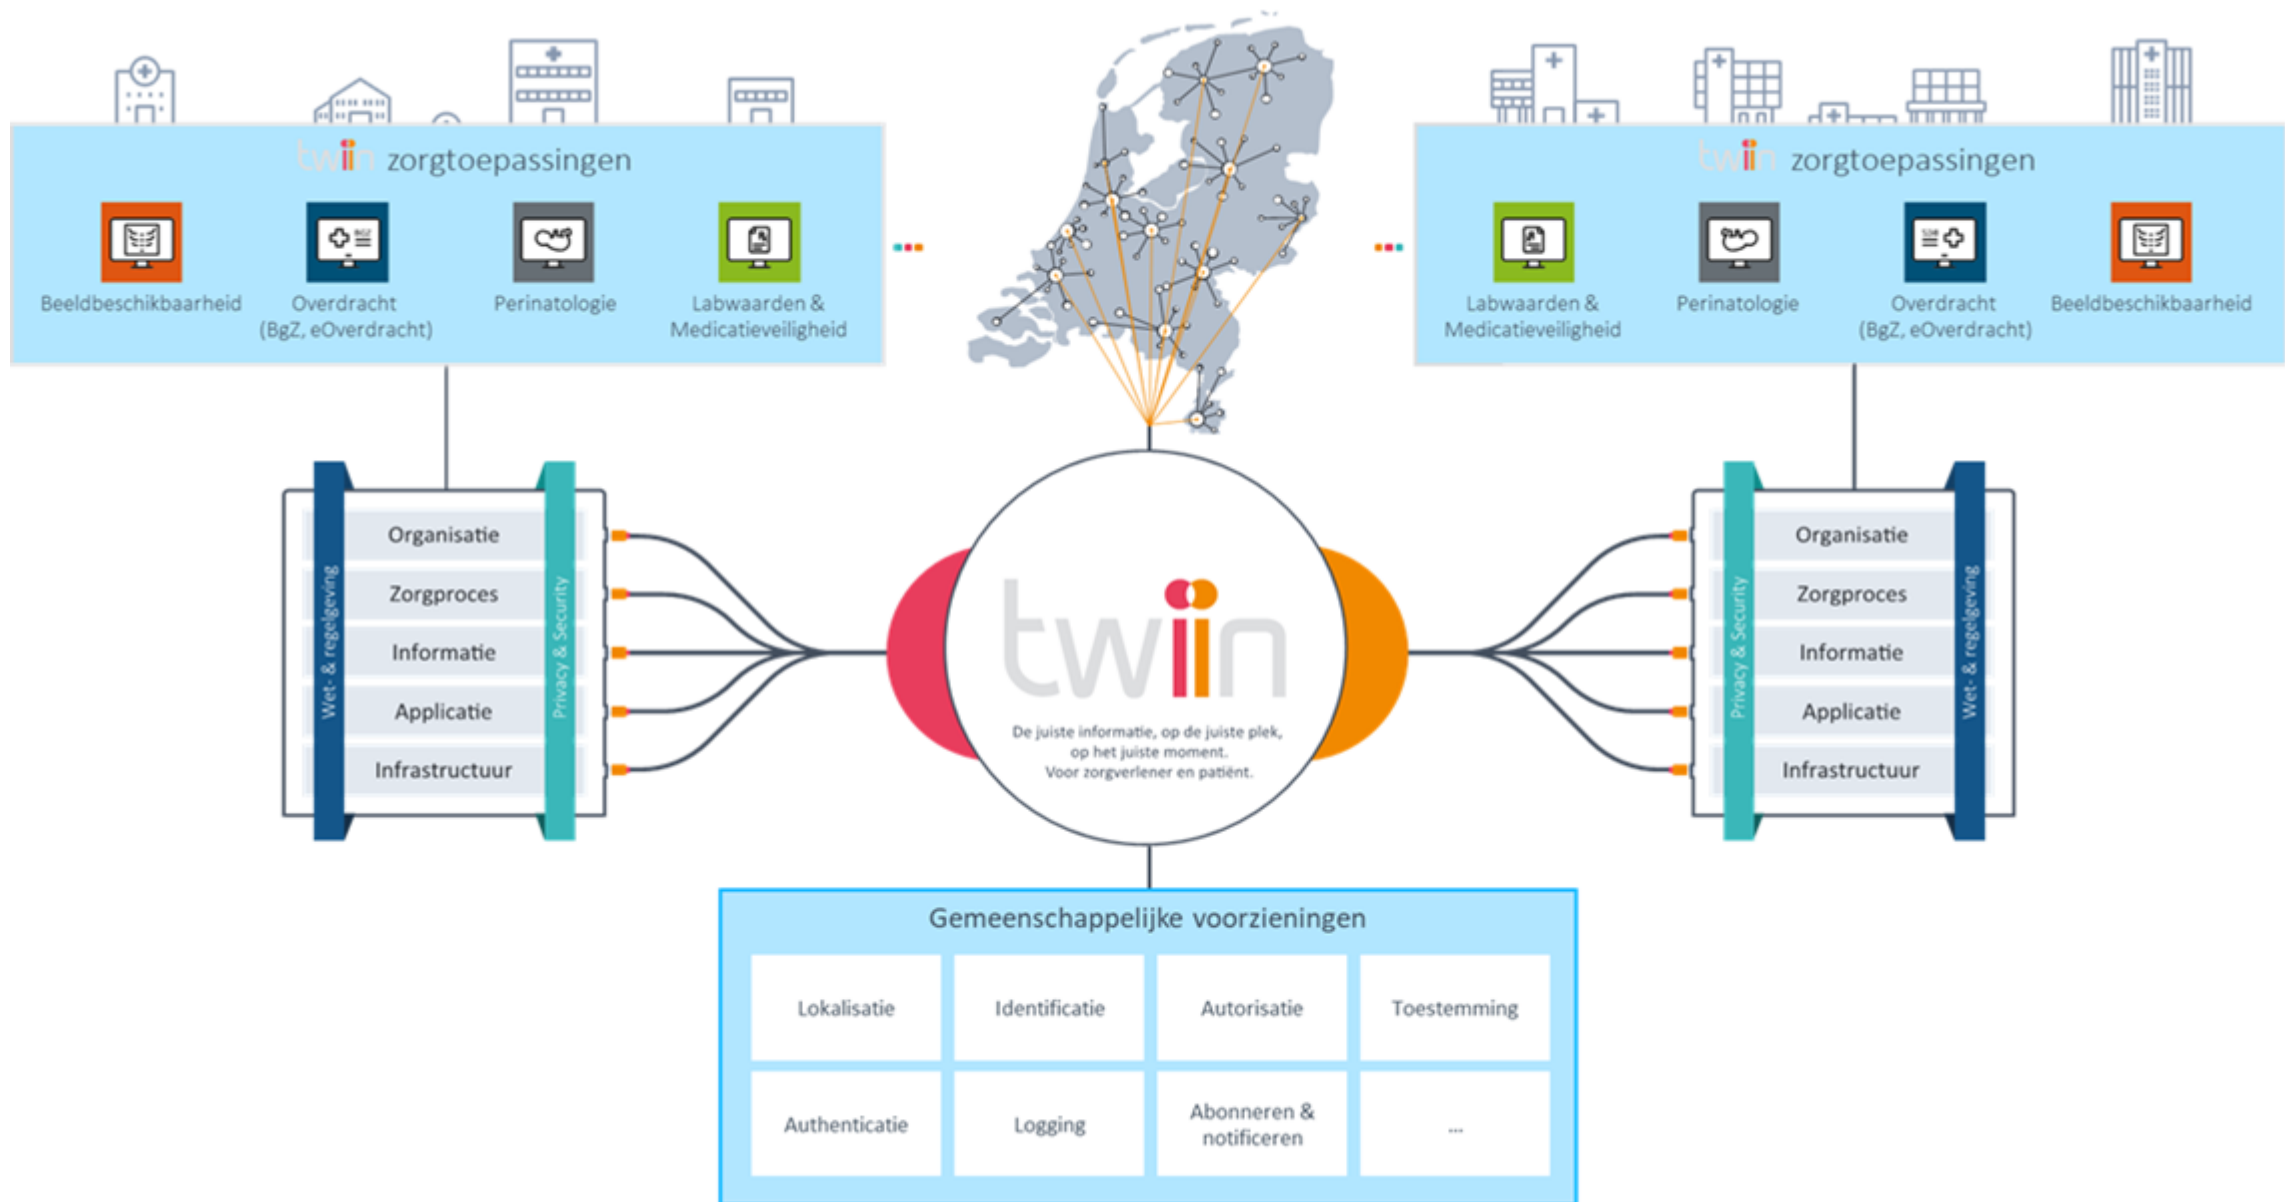 twiin zorgtoepassingen
Beeldbeschikbaarheid
BGZ
Overdracht
(BgZ, eOverdracht)
Perinatologie
Labwaarden &
Medicatieveiligheid
twiin zorgtoepassingen
Labwaarden &
Medicatieveiligheid
Perinatologie
Overdracht
(BgZ, eOverdracht)
Beeldbeschikbaarheid
Wet- & regelgeving
Organisatie
Zorgproces
Informatie
Applicatie
Infrastructuur
Privacy & Security
twiin
De juiste informatie, op de juiste plek,
op het juiste moment.
Voor zorgverlener en patiënt.
Privacy & Security
Organisatie
Zorgproces
Informatie
Applicatie
Infrastructuur
Wet- & regelgeving
Gemeenschappelijke voorzieningen
Lokalisatie
Identificatie
Autorisatie
Toestemming
Authenticatie
Logging
Abonneren &
notificeren
...